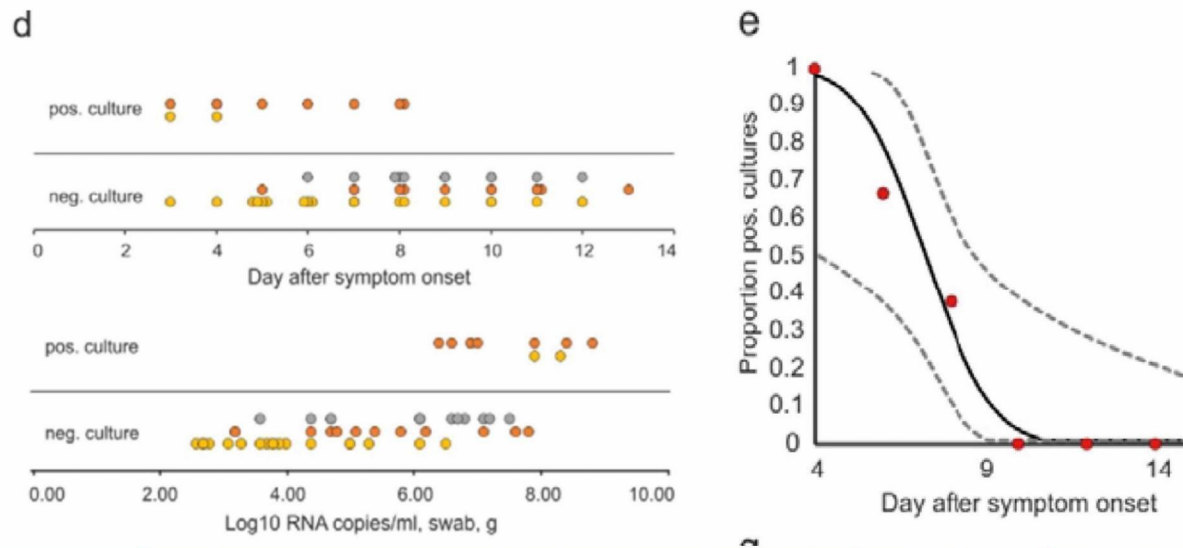 d
pos. culture
neg. culture
0 2 4 6 8 10 12 14
Day after symptom onset
pos. culture
neg. culture
0.00 2.00 4.00 6.00 8.00 10.00
Log10 RNA copies/ml, swab, g
e
Proportion pos. cultures
1
0.9
0.8
0.7
0.6
0.5
0.4
0.3
0.2
0.1
0
4 9 14
Day after symptom onset